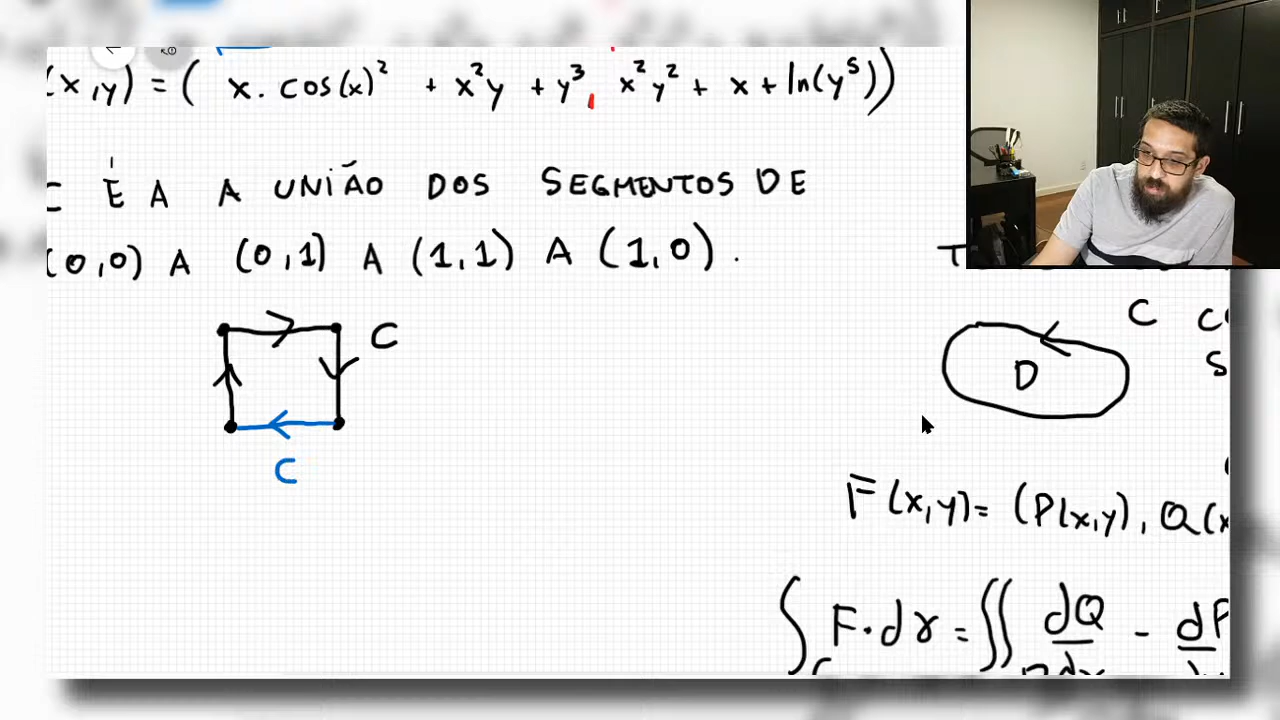 (x,y) = ( x. cos(x)² + x²y + y³, x²y² + x + ln(y⁵))
C É A A UNIÃO DOS SEGMENTOS DE
(0,0) A (0,1) A (1,1) A (1,0).
C
C
C
D
F(x,y)= (P(x,y), Q(x
∫ F·dr = ∬ dQ - dP